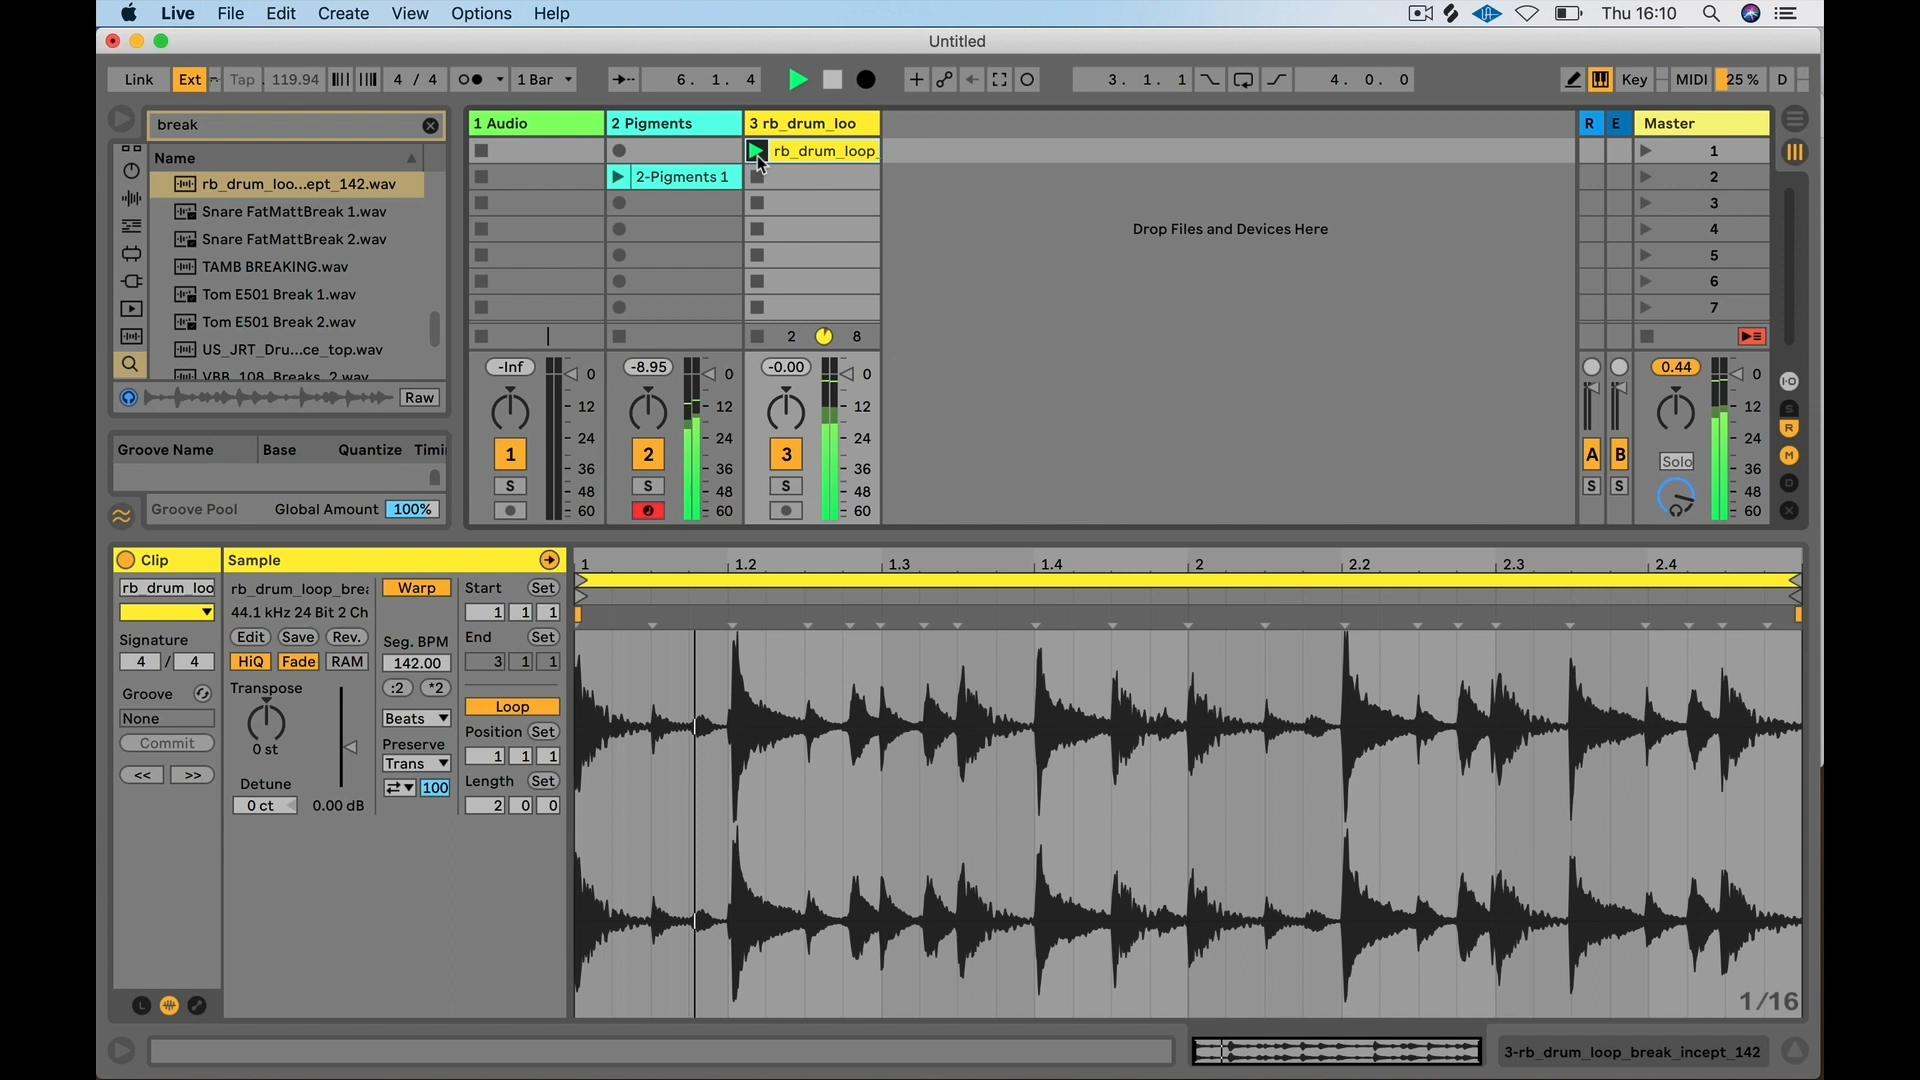 Live File Edit Create View Options Help Thu 16:10
Untitled
Link Ext Tap 119.94 4 / 4 1 Bar 6. 1. 4 3. 1. 1 4. 0. 0 Key MIDI 25 % D
break
Name
rb_drum_loo...ept_142.wav
Snare FatMattBreak 1.wav
Snare FatMattBreak 2.wav
TAMB BREAKING.wav
Tom E501 Break 1.wav
Tom E501 Break 2.wav
US_JRT_Dru...ce_top.wav
VBB_108_Breaks_2.wav
Raw
Groove Name Base Quantize Timi
Groove Pool Global Amount 100%
1 Audio 2 Pigments 3 rb_drum_loo R E Master
rb_drum_loop_ 1
2-Pigments 1 2
3
Drop Files and Devices Here 4
5
6
7
2 8
-Inf 0 -8.95 0 -0.00 0 0.44 0
12 12 12 12
24 24 24 24
1 2 3 A B Solo
36 36 36 36
S S S S S
48 48 48 48
60 60 60 60
I·O
S
R
M
D
Clip Sample
rb_drum_loo rb_drum_loop_brea Warp Start Set
44.1 kHz 24 Bit 2 Ch 1 1 1
Signature Edit Save Rev. Seg. BPM End Set
4 / 4 HiQ Fade RAM 142.00 3 1 1
Groove Transpose :2 *2 Loop
None Beats Position Set
Commit 0 st Preserve 1 1 1
<< >> Trans Length Set
Detune 100 2 0 0
0 ct 0.00 dB
L
1 1.2 1.3 1.4 2 2.2 2.3 2.4
1/16
3-rb_drum_loop_break_incept_142